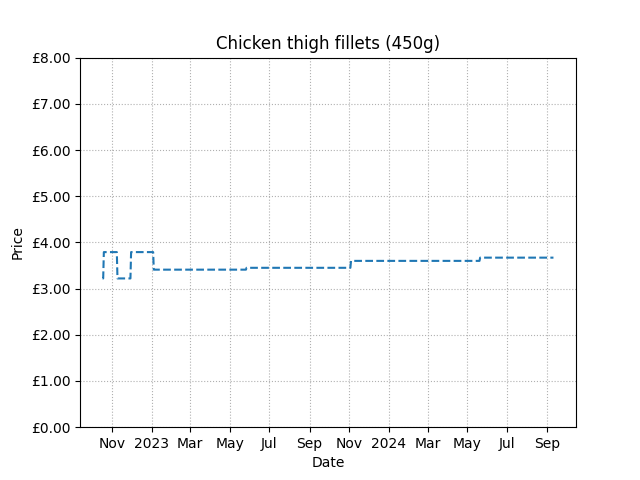 Chicken thigh fillets (450g)
£8.00
£7.00
£6.00
£5.00
£4.00
£3.00
£2.00
£1.00
£0.00
Price
Nov 2023 Mar May Jul Sep Nov 2024 Mar May Jul Sep
Date